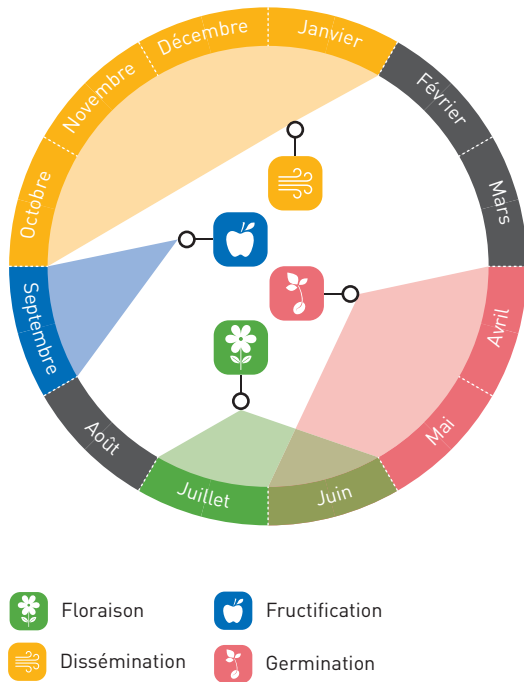 Janvier
Février
Mars
Avril
Mai
Juin
Juillet
Août
Septembre
Octobre
Novembre
Décembre
Floraison
Fructification
Dissémination
Germination